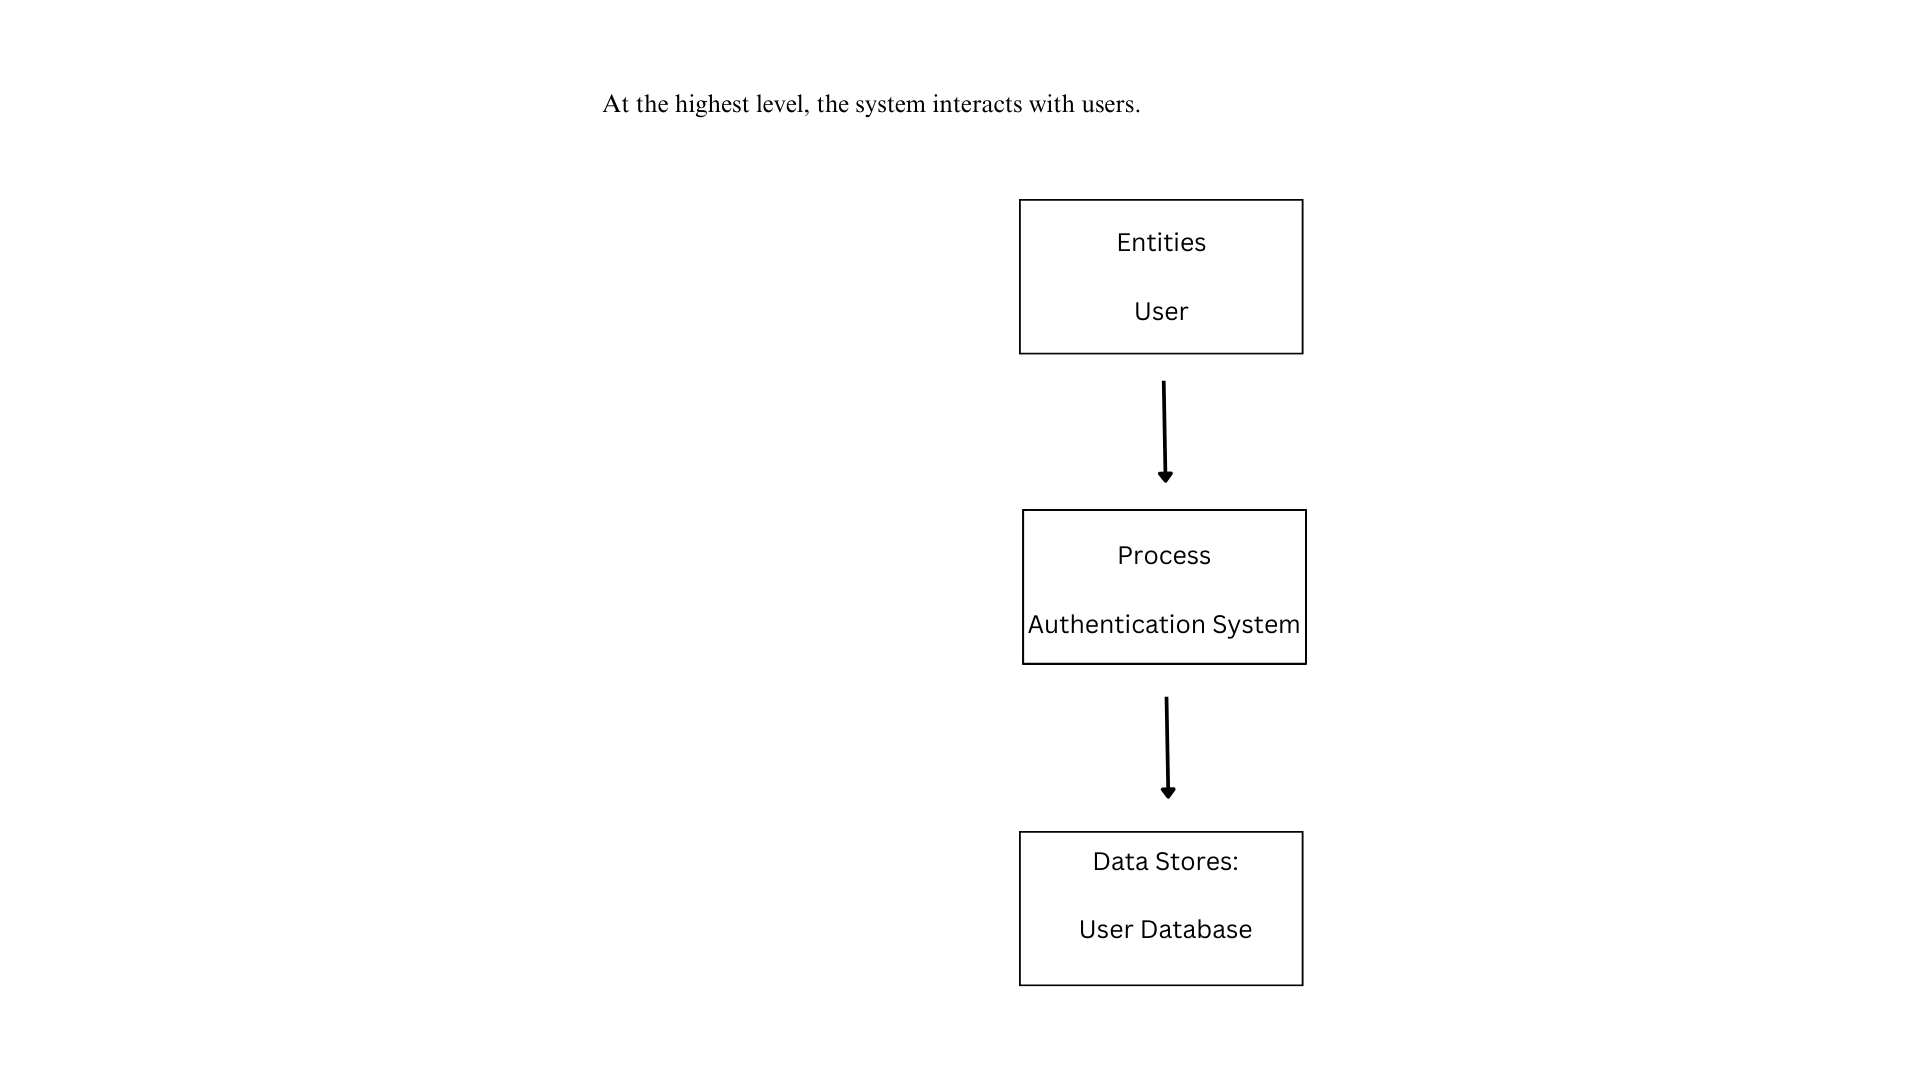 At the highest level, the system interacts with users.
Entities
User
Process
Authentication System
Data Stores:
User Database